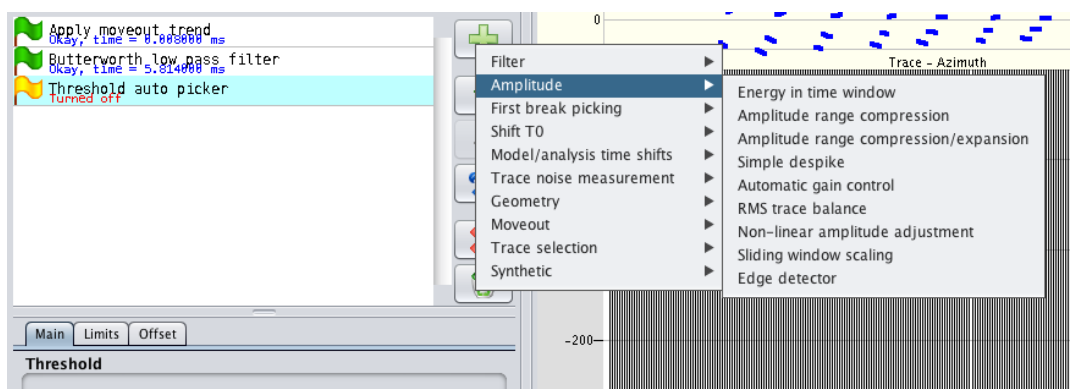 Apply moveout trend
Okay, time = 0.008000 ms
Butterworth low pass filter
Okay, time = 5.814000 ms
Threshold auto picker
Turned off
Filter
Amplitude
First break picking
Shift T0
Model/analysis time shifts
Trace noise measurement
Geometry
Moveout
Trace selection
Synthetic
Energy in time window
Amplitude range compression
Amplitude range compression/expansion
Simple despike
Automatic gain control
RMS trace balance
Non-linear amplitude adjustment
Sliding window scaling
Edge detector
0
Trace - Azimuth
-200
Main Limits Offset
Threshold